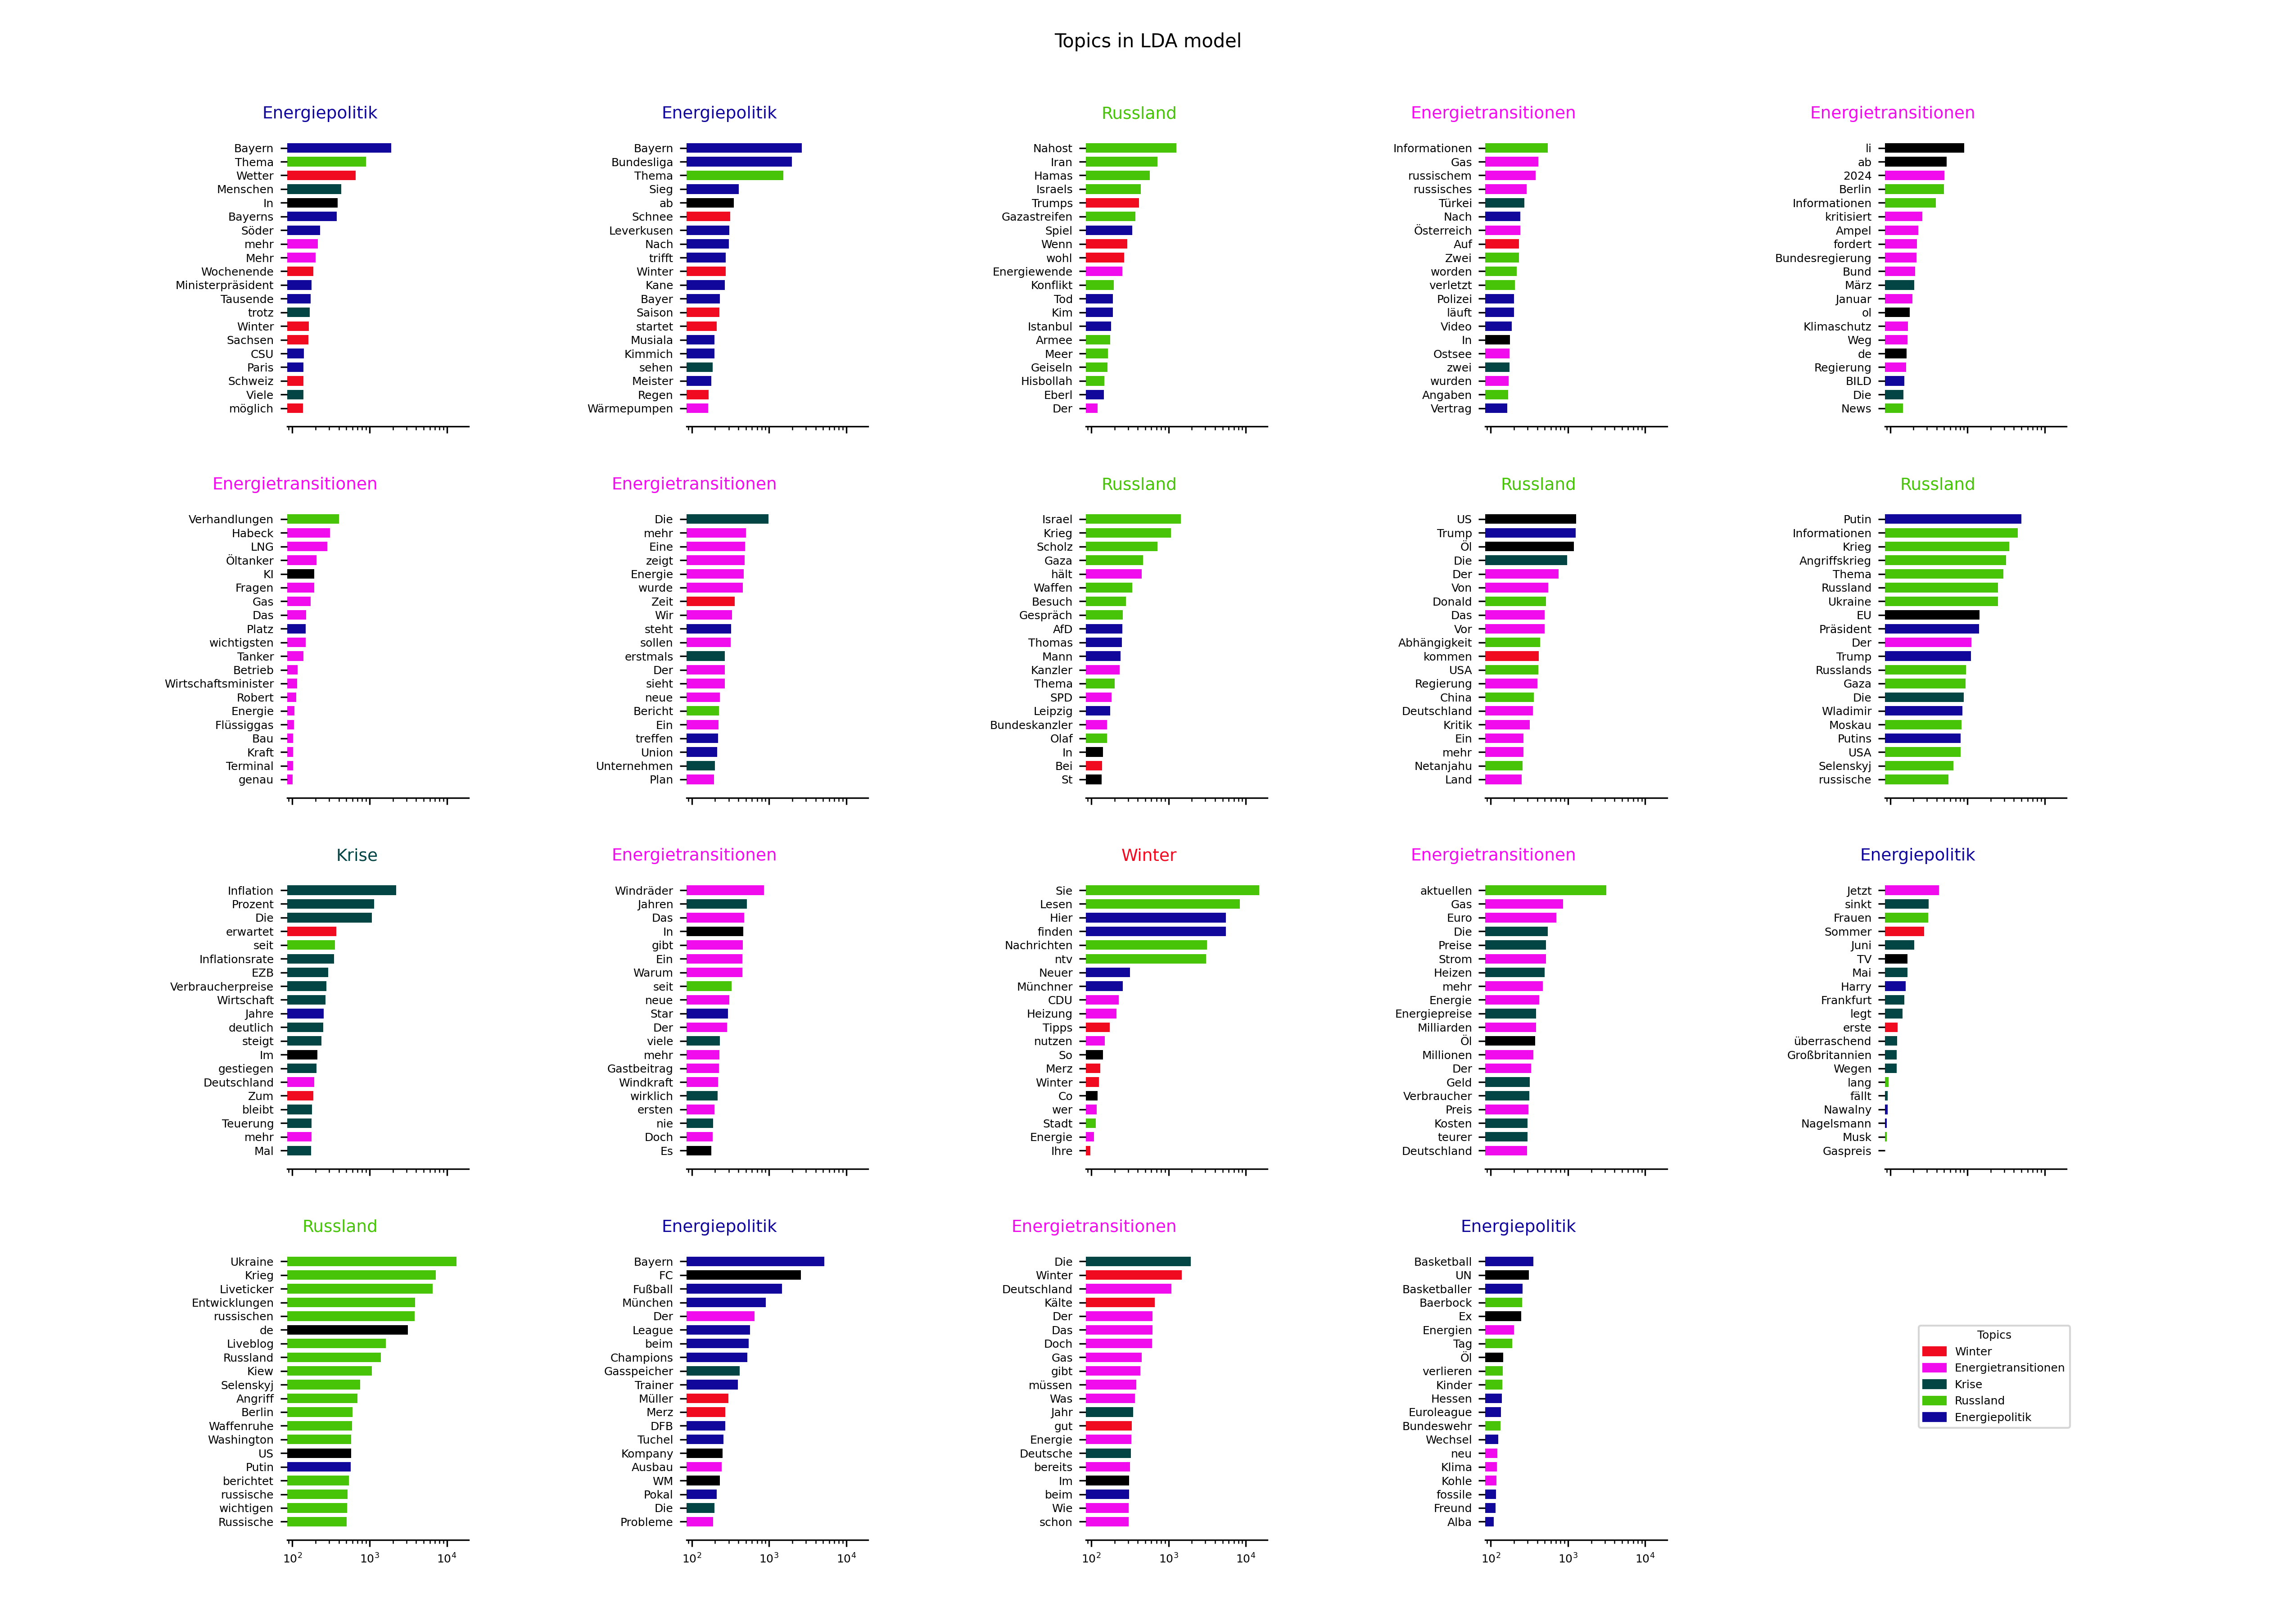 Topics in LDA model
Energiepolitik
Bayern
Thema
Wetter
Menschen
In
Bayerns
Söder
mehr
Mehr
Wochenende
Ministerpräsident
Tausende
trotz
Winter
Sachsen
CSU
Paris
Schweiz
Viele
möglich
Energiepolitik
Bayern
Bundesliga
Thema
Sieg
ab
Schnee
Leverkusen
Nach
trifft
Winter
Kane
Bayer
Saison
startet
Musiala
Kimmich
sehen
Meister
Regen
Wärmepumpen
Russland
Nahost
Iran
Hamas
Israels
Trumps
Gazastreifen
Spiel
Wenn
wohl
Energiewende
Konflikt
Tod
Kim
Istanbul
Armee
Meer
Geiseln
Hisbollah
Eberl
Der
Energietransitionen
Informationen
Gas
russischem
russisches
Türkei
Nach
Österreich
Auf
Zwei
worden
verletzt
Polizei
läuft
Video
In
Ostsee
zwei
wurden
Angaben
Vertrag
Energietransitionen
li
ab
2024
Berlin
Informationen
kritisiert
Ampel
fordert
Bundesregierung
Bund
März
Januar
ol
Klimaschutz
Weg
de
Regierung
BILD
Die
News
Energietransitionen
Verhandlungen
Habeck
LNG
Öltanker
KI
Fragen
Gas
Das
Platz
wichtigsten
Tanker
Betrieb
Wirtschaftsminister
Robert
Energie
Flüssiggas
Bau
Kraft
Terminal
genau
Energietransitionen
Die
mehr
Eine
zeigt
Energie
wurde
Zeit
Wir
steht
sollen
erstmals
Der
sieht
neue
Bericht
Ein
treffen
Union
Unternehmen
Plan
Russland
Israel
Krieg
Scholz
Gaza
hält
Waffen
Besuch
Gespräch
AfD
Thomas
Mann
Kanzler
Thema
SPD
Leipzig
Bundeskanzler
Olaf
In
Bei
St
Russland
US
Trump
Öl
Die
Der
Von
Donald
Das
Vor
Abhängigkeit
kommen
USA
Regierung
China
Deutschland
Kritik
Ein
mehr
Netanjahu
Land
Russland
Putin
Informationen
Krieg
Angriffskrieg
Thema
Russland
Ukraine
EU
Präsident
Der
Trump
Russlands
Gaza
Die
Wladimir
Moskau
Putins
USA
Selenskyj
russische
Krise
Inflation
Prozent
Die
erwartet
seit
Inflationsrate
EZB
Verbraucherpreise
Wirtschaft
Jahre
deutlich
steigt
Im
gestiegen
Deutschland
Zum
bleibt
Teuerung
mehr
Mal
Energietransitionen
Windräder
Jahren
Das
In
gibt
Ein
Warum
seit
neue
Star
Der
viele
mehr
Gastbeitrag
Windkraft
wirklich
ersten
nie
Doch
Es
Winter
Sie
Lesen
Hier
finden
Nachrichten
ntv
Neuer
Münchner
CDU
Heizung
Tipps
nutzen
So
Merz
Winter
Co
wer
Stadt
Energie
Ihre
Energietransitionen
aktuellen
Gas
Euro
Die
Preise
Strom
Heizen
mehr
Energie
Energiepreise
Milliarden
Öl
Millionen
Der
Geld
Verbraucher
Preis
Kosten
teurer
Deutschland
Energiepolitik
Jetzt
sinkt
Frauen
Sommer
Juni
TV
Mai
Harry
Frankfurt
legt
erste
überraschend
Großbritannien
Wegen
lang
fällt
Nawalny
Nagelsmann
Musk
Gaspreis
Russland
Ukraine
Krieg
Liveticker
Entwicklungen
russischen
de
Liveblog
Russland
Kiew
Selenskyj
Angriff
Berlin
Waffenruhe
Washington
US
Putin
berichtet
russische
wichtigen
Russische
10² 10³ 10⁴
Energiepolitik
Bayern
FC
Fußball
München
Der
League
beim
Champions
Gasspeicher
Trainer
Müller
Merz
DFB
Tuchel
Kompany
Ausbau
WM
Pokal
Die
Probleme
10² 10³ 10⁴
Energietransitionen
Die
Winter
Deutschland
Kälte
Der
Das
Doch
Gas
gibt
müssen
Was
Jahr
gut
Energie
Deutsche
bereits
Im
beim
Wie
schon
10² 10³ 10⁴
Energiepolitik
Basketball
UN
Basketballer
Baerbock
Ex
Energien
Tag
Öl
verlieren
Kinder
Hessen
Euroleague
Bundeswehr
Wechsel
neu
Klima
Kohle
fossile
Freund
Alba
10² 10³ 10⁴
Topics
Winter
Energietransitionen
Krise
Russland
Energiepolitik